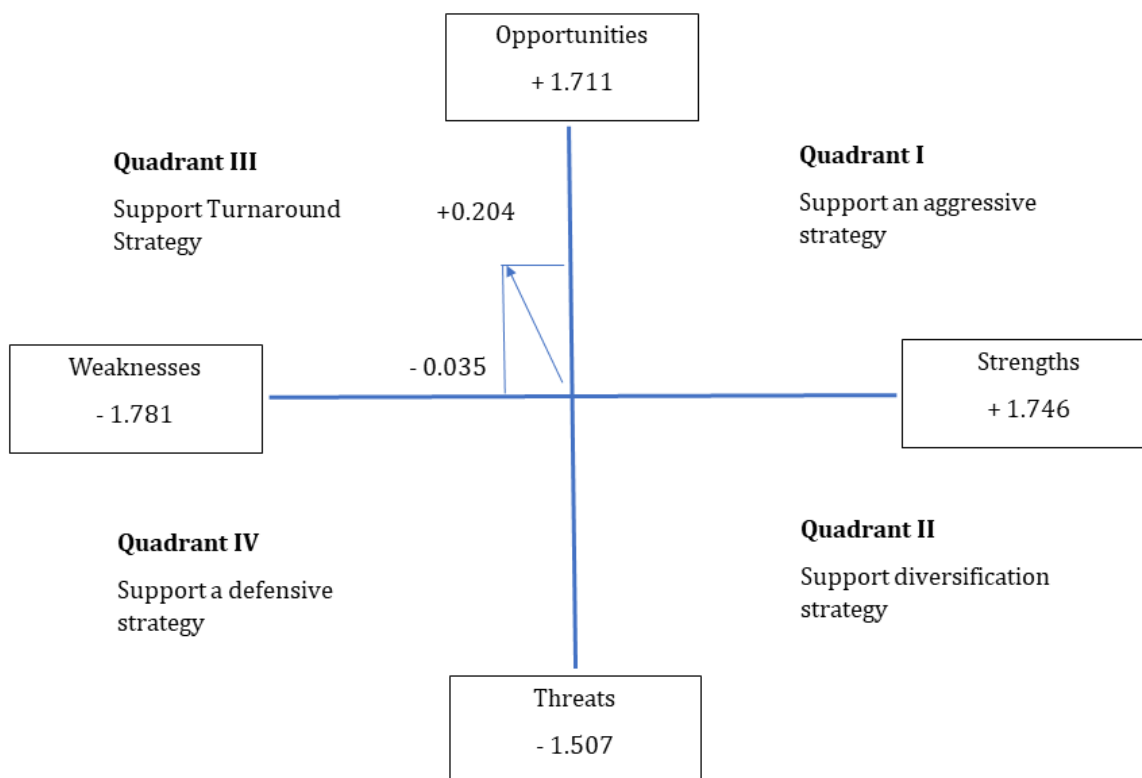 Opportunities
+ 1.711
Quadrant III
Support Turnaround
Strategy
+0.204
Quadrant I
Support an aggressive
strategy
Weaknesses
- 1.781
- 0.035
Strengths
+ 1.746
Quadrant IV
Support a defensive
strategy
Quadrant II
Support diversification
strategy
Threats
- 1.507